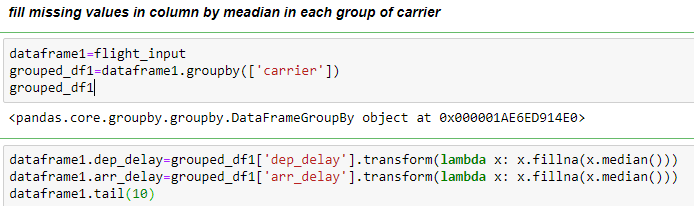 fill missing values in column by meadian in each group of carrier
dataframe1=flight_input
grouped_df1=dataframe1.groupby(['carrier'])
grouped_df1
<pandas.core.groupby.groupby.DataFrameGroupBy object at 0x000001AE6ED914E0>
dataframe1.dep_delay=grouped_df1['dep_delay'].transform(lambda x: x.fillna(x.median()))
dataframe1.arr_delay=grouped_df1['arr_delay'].transform(lambda x: x.fillna(x.median()))
dataframe1.tail(10)